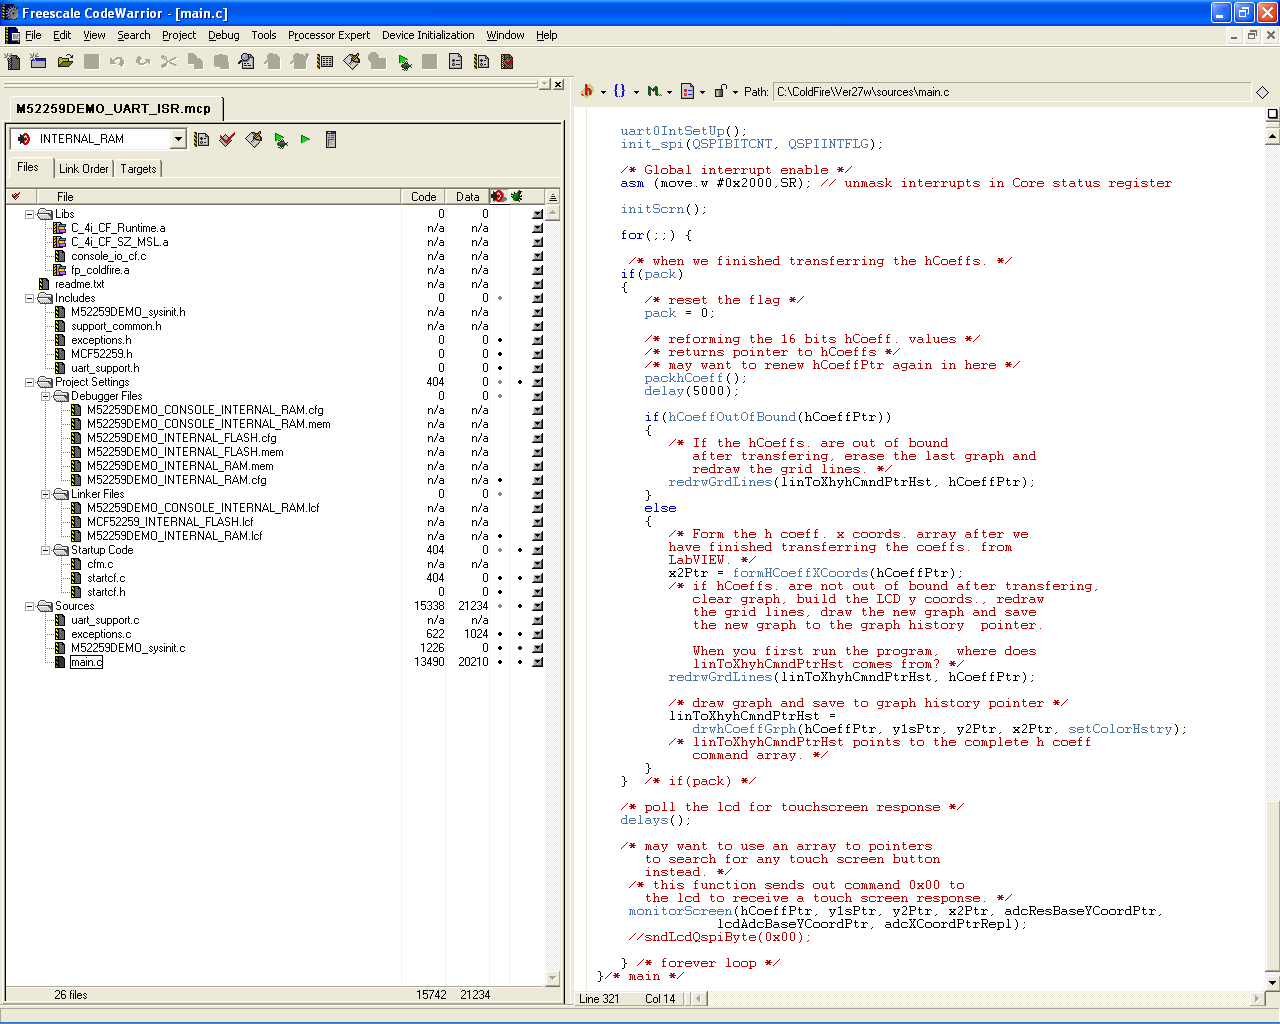 Freescale CodeWarrior - [main.c]
File Edit View Search Project Debug Tools Processor Expert Device Initialization Window Help
Path: C:\ColdFire\Ver27w\sources\main.c
M52259DEMO_UART_ISR.mcp
INTERNAL_RAM
Files Link Order Targets
File Code Data
Libs 0 0
C_4i_CF_Runtime.a n/a n/a
C_4i_CF_SZ_MSL.a n/a n/a
console_io_cf.c n/a n/a
fp_coldfire.a n/a n/a
readme.txt n/a n/a
Includes 0 0
M52259DEMO_sysinit.h n/a n/a
support_common.h n/a n/a
exceptions.h 0 0
MCF52259.h 0 0
uart_support.h 0 0
Project Settings 404 0
Debugger Files 0 0
M52259DEMO_CONSOLE_INTERNAL_RAM.cfg n/a n/a
M52259DEMO_CONSOLE_INTERNAL_RAM.mem n/a n/a
M52259DEMO_INTERNAL_FLASH.cfg n/a n/a
M52259DEMO_INTERNAL_FLASH.mem n/a n/a
M52259DEMO_INTERNAL_RAM.mem n/a n/a
M52259DEMO_INTERNAL_RAM.cfg n/a n/a
Linker Files 0 0
M52259DEMO_CONSOLE_INTERNAL_RAM.lcf n/a n/a
MCF52259_INTERNAL_FLASH.lcf n/a n/a
M52259DEMO_INTERNAL_RAM.lcf n/a n/a
Startup Code 404 0
cfm.c n/a n/a
startcf.c 404 0
startcf.h 0 0
Sources 15338 21234
uart_support.c n/a n/a
exceptions.c 622 1024
M52259DEMO_sysinit.c 1226 0
main.c 13490 20210
26 files 15742 21234
uart0IntSetUp();
init_spi(QSPIBITCNT, QSPIINTFLG);
/* Global interrupt enable */
asm (move.w #0x2000,SR); // unmask interrupts in Core status register
initScrn();
for(;;) {
/* when we finished transferring the hCoeffs. */
if(pack)
{
/* reset the flag */
pack = 0;
/* reforming the 16 bits hCoeff. values */
/* returns pointer to hCoeffs */
/* may want to renew hCoeffPtr again in here */
packhCoeff();
delay(5000);
if(hCoeffOutOfBound(hCoeffPtr))
{
/* If the hCoeffs. are out of bound
after transfering, erase the last graph and
redraw the grid lines. */
redrwGrdLines(linToXhyhCmndPtrHst, hCoeffPtr);
}
else
{
/* Form the h coeff. x coords. array after we
have finished transferring the coeffs. from
LabVIEW. */
x2Ptr = formHCoeffXCoords(hCoeffPtr);
/* if hCoeffs. are not out of bound after transfering,
clear graph, build the LCD y coords., redraw
the grid lines, draw the new graph and save
the new graph to the graph history  pointer.
When you first run the program,  where does
linToXhyhCmndPtrHst comes from? */
redrwGrdLines(linToXhyhCmndPtrHst, hCoeffPtr);
/* draw graph and save to graph history pointer */
linToXhyhCmndPtrHst =
drwhCoeffGrph(hCoeffPtr, y1sPtr, y2Ptr, x2Ptr, setColorHstry);
/* linToXhyhCmndPtrHst points to the complete h coeff
command array. */
}
}  /* if(pack) */
/* poll the lcd for touchscreen response */
delays();
/* may want to use an array to pointers
to search for any touch screen button
instead. */
/* this function sends out command 0x00 to
the lcd to receive a touch screen response. */
monitorScreen(hCoeffPtr, y1sPtr, y2Ptr, x2Ptr, adcResBaseYCoordPtr,
lcdAdcBaseYCoordPtr, adcXCoordPtrRepl);
//sndLcdQspiByte(0x00);
} /* forever loop */
}/* main */
Line 321 Col 14